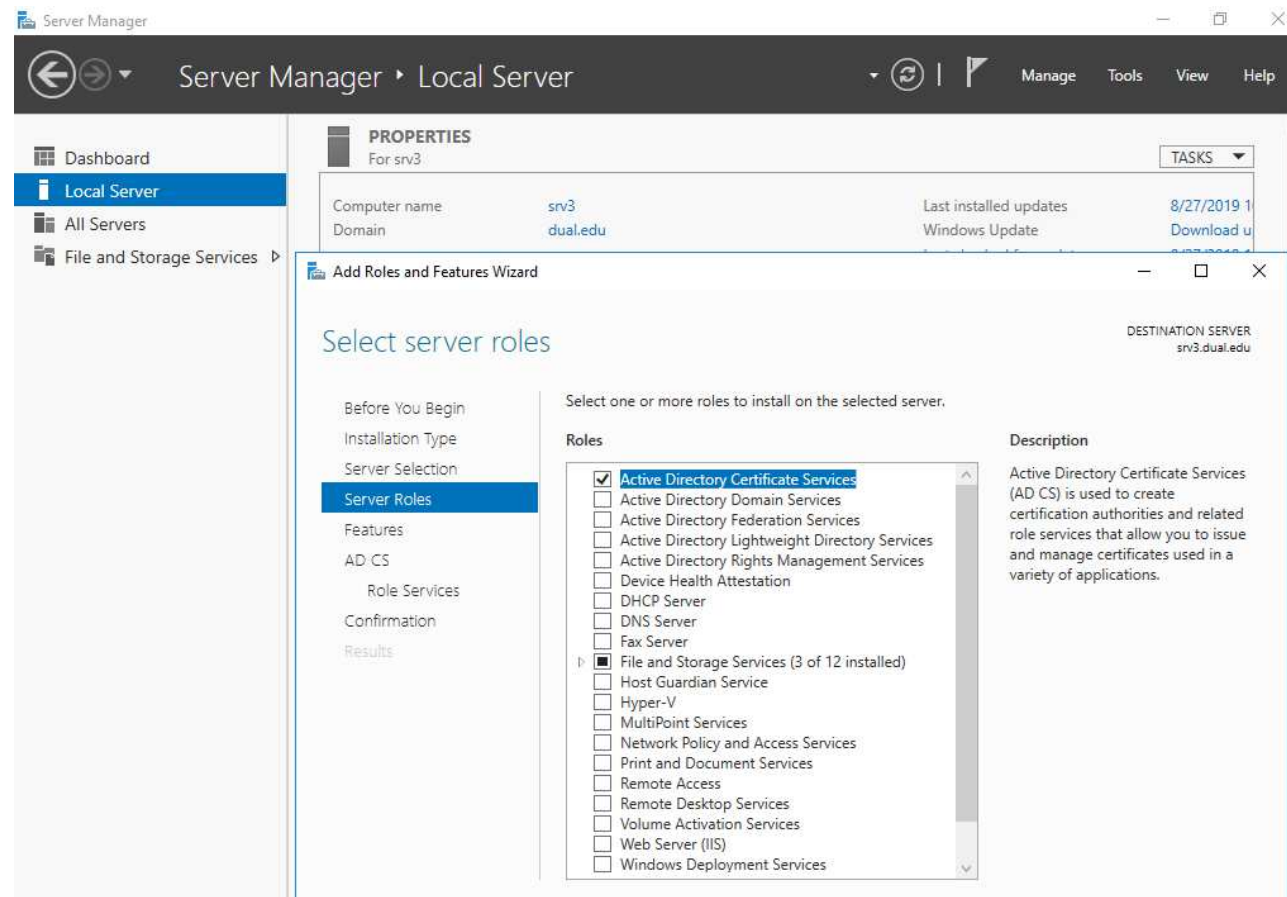 Server Manager
Server Manager • Local Server
Manage Tools View Help
Dashboard
Local Server
All Servers
File and Storage Services
PROPERTIES
For srv3
TASKS
Computer name srv3 Last installed updates 8/27/2019 1
Domain dual.edu Windows Update Download u
Add Roles and Features Wizard
Select server roles
DESTINATION SERVER
srv3.dual.edu
Before You Begin
Installation Type
Server Selection
Server Roles
Features
AD CS
Role Services
Confirmation
Results
Select one or more roles to install on the selected server.
Roles
Active Directory Certificate Services
Active Directory Domain Services
Active Directory Federation Services
Active Directory Lightweight Directory Services
Active Directory Rights Management Services
Device Health Attestation
DHCP Server
DNS Server
Fax Server
File and Storage Services (3 of 12 installed)
Host Guardian Service
Hyper-V
MultiPoint Services
Network Policy and Access Services
Print and Document Services
Remote Access
Remote Desktop Services
Volume Activation Services
Web Server (IIS)
Windows Deployment Services
Description
Active Directory Certificate Services
(AD CS) is used to create
certification authorities and related
role services that allow you to issue
and manage certificates used in a
variety of applications.